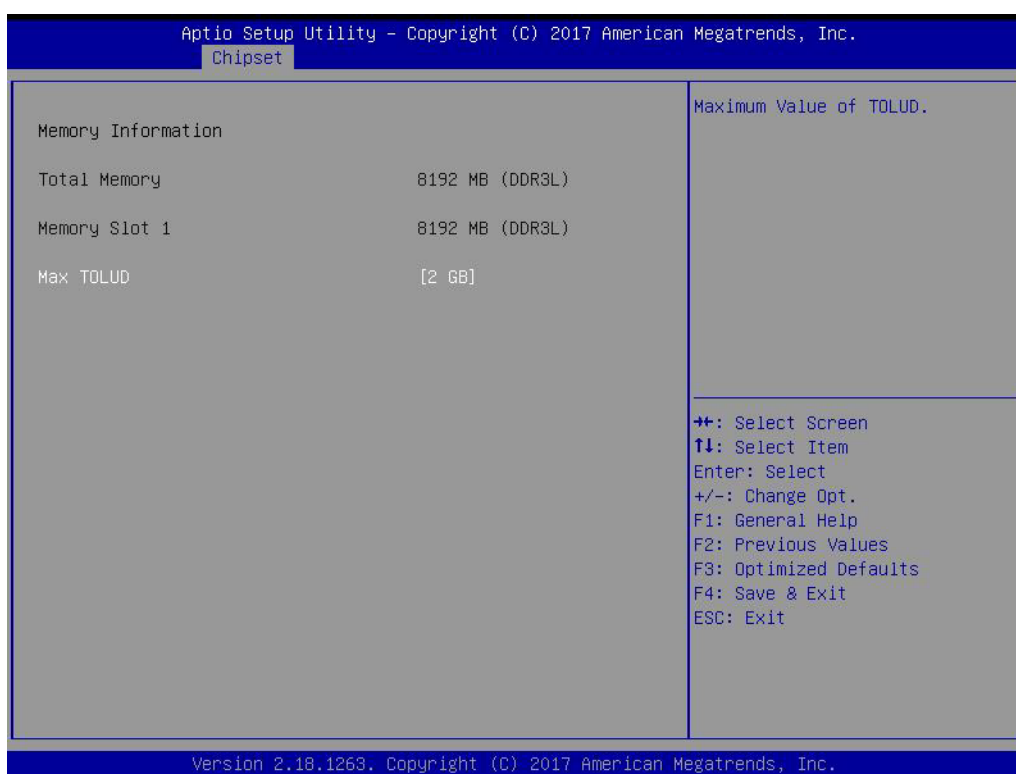 Aptio Setup Utility – Copyright (C) 2017 American Megatrends, Inc.
Chipset
Memory Information
Total Memory 8192 MB (DDR3L)
Memory Slot 1 8192 MB (DDR3L)
Max TOLUD [2 GB]
Maximum Value of TOLUD.
→←: Select Screen
↑↓: Select Item
Enter: Select
+/-: Change Opt.
F1: General Help
F2: Previous Values
F3: Optimized Defaults
F4: Save & Exit
ESC: Exit
Version 2.18.1263. Copyright (C) 2017 American Megatrends, Inc.